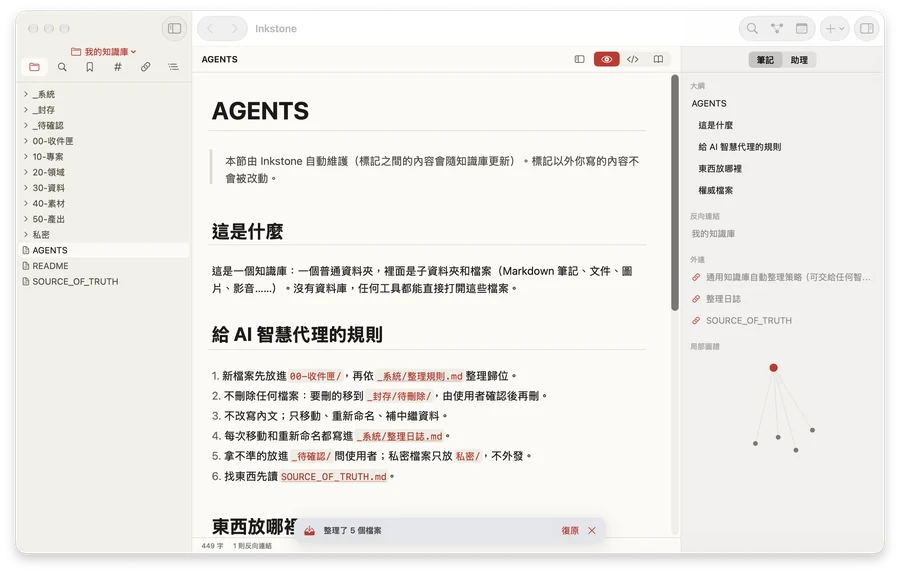 Inkstone
我的知識庫
_系統
_封存
_待確認
00-收件匣
10-專案
20-領域
30-資料
40-素材
50-產出
私密
AGENTS
README
SOURCE_OF_TRUTH
AGENTS
AGENTS
本節由 Inkstone 自動維護（標記之間的內容會隨知識庫更新）。標記以外你寫的內容不
會被改動。
這是什麼
這是一個知識庫：一個普通資料夾，裡面是子資料夾和檔案（Markdown 筆記、文件、圖
片、影音……）。沒有資料庫，任何工具都能直接打開這些檔案。
給 AI 智慧代理的規則
1. 新檔案先放進 00-收件匣/，再依 _系統/整理規則.md 整理歸位。
2. 不刪除任何檔案：要刪的移到 _封存/待刪除/，由使用者確認後再刪。
3. 不改寫內文；只移動、重新命名、補中繼資料。
4. 每次移動和重新命名都寫進 _系統/整理日誌.md。
5. 拿不準的放進 _待確認/ 問使用者；私密檔案只放 私密/，不外發。
6. 找東西先讀 SOURCE_OF_TRUTH.md。
東西放哪裡
整理了 5 個檔案
復原
449 字
1 則反向連結
筆記
助理
大綱
AGENTS
這是什麼
給 AI 智慧代理的規則
東西放哪裡
權威檔案
反向連結
我的知識庫
外連
通用知識庫自動整理策略（可交給任何智...
整理日誌
SOURCE_OF_TRUTH
局部圖譜